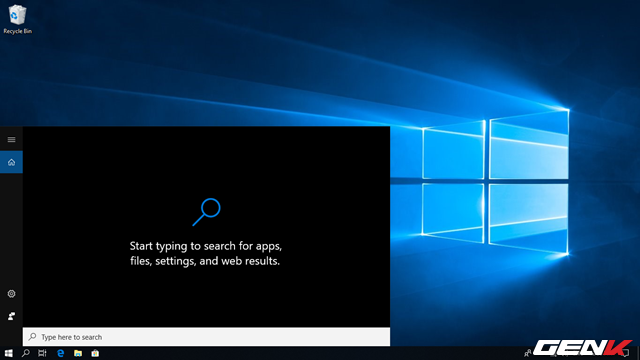 Recycle Bin
Start typing to search for apps,
files, settings, and web results.
Type here to search
GENK